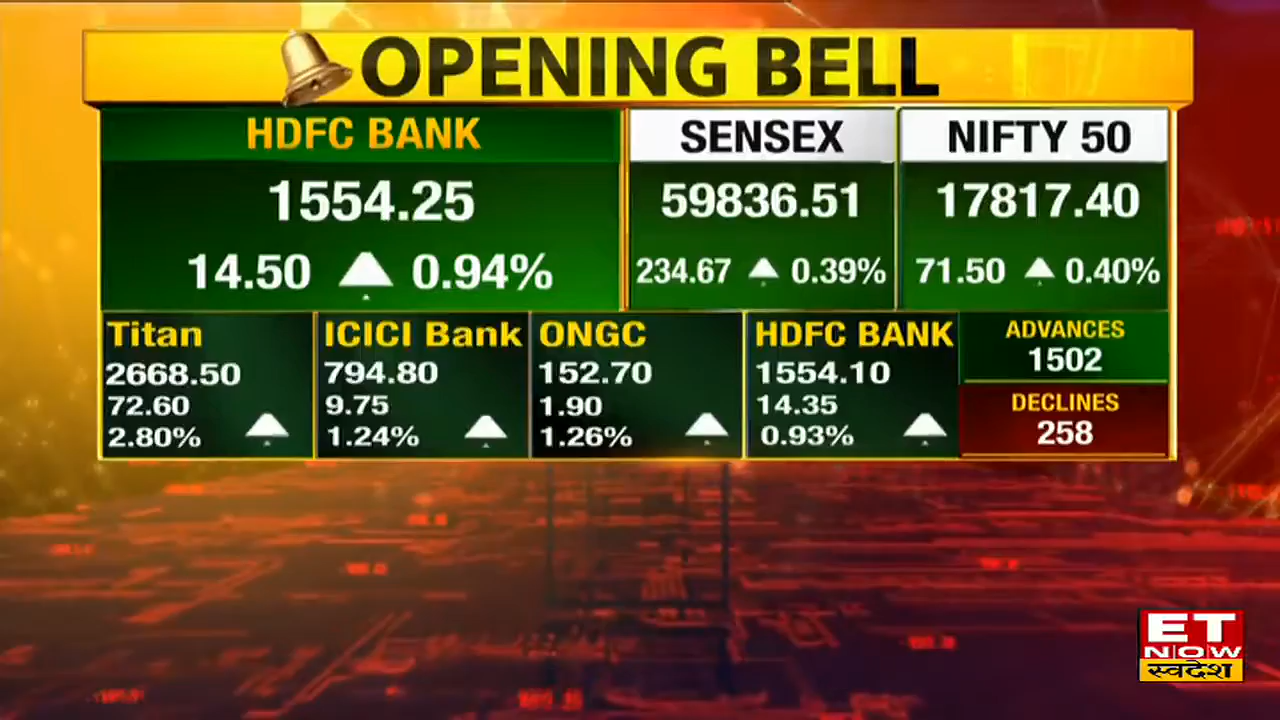 OPENING BELL
HDFC BANK
1554.25
14.50 0.94%
SENSEX
59836.51
234.67 0.39%
NIFTY 50
17817.40
71.50 0.40%
Titan
2668.50
72.60
2.80%
ICICI Bank
794.80
9.75
1.24%
ONGC
152.70
1.90
1.26%
HDFC BANK
1554.10
14.35
0.93%
ADVANCES
1502
DECLINES
258
ET
NOW
स्वदेश